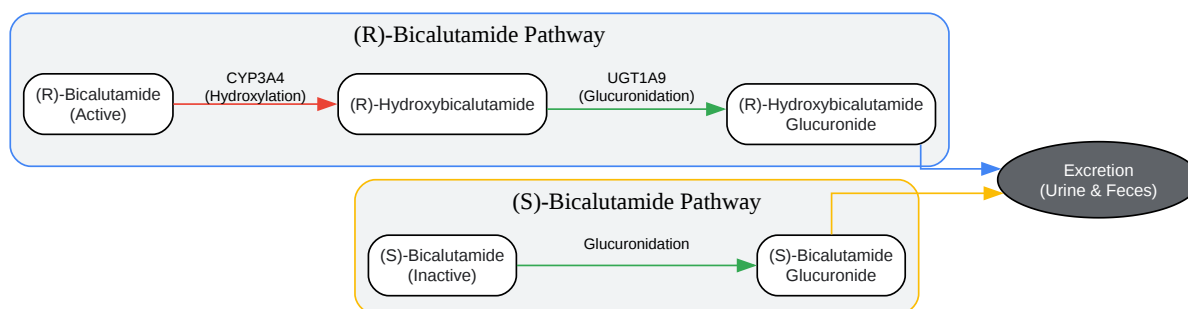 (R)-Bicalutamide Pathway
(R)-Bicalutamide
(Active)
CYP3A4
(Hydroxylation)
(R)-Hydroxybicalutamide
UGT1A9
(Glucuronidation)
(R)-Hydroxybicalutamide
Glucuronide
Excretion
(Urine & Feces)
(S)-Bicalutamide Pathway
(S)-Bicalutamide
(Inactive)
Glucuronidation
(S)-Bicalutamide
Glucuronide